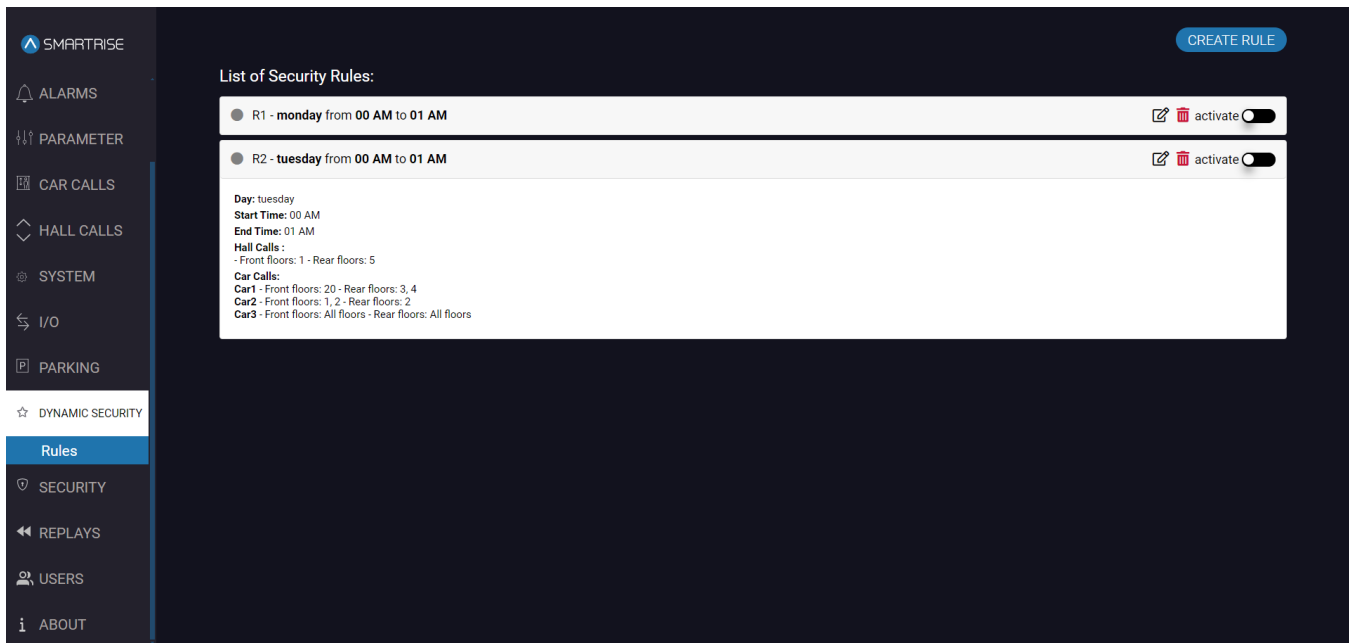 SMARTRISE
ALARMS
PARAMETER
CAR CALLS
HALL CALLS
SYSTEM
I/O
PARKING
DYNAMIC SECURITY
Rules
SECURITY
REPLAYS
USERS
ABOUT
CREATE RULE
List of Security Rules:
R1 - monday from 00 AM to 01 AM activate
R2 - tuesday from 00 AM to 01 AM activate
Day: tuesday
Start Time: 00 AM
End Time: 01 AM
Hall Calls :
- Front floors: 1 - Rear floors: 5
Car Calls:
Car1 - Front floors: 20 - Rear floors: 3, 4
Car2 - Front floors: 1, 2 - Rear floors: 2
Car3 - Front floors: All floors - Rear floors: All floors